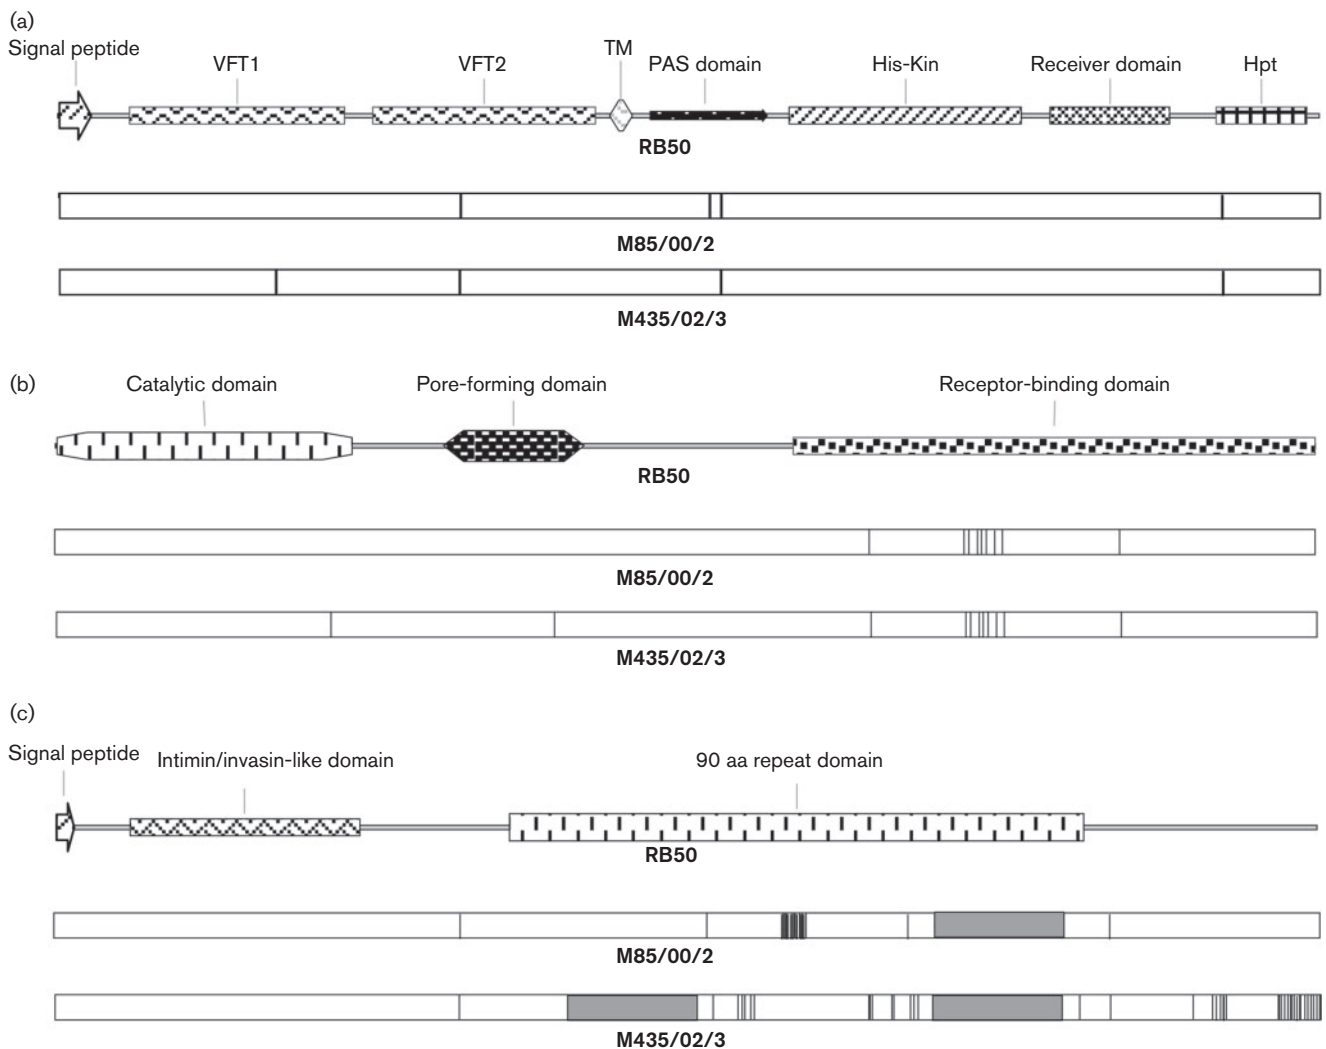 (a)
Signal peptide
VFT1
VFT2
TM
PAS domain
His-Kin
Receiver domain
Hpt
RB50
M85/00/2
M435/02/3
(b)
Catalytic domain
Pore-forming domain
Receptor-binding domain
RB50
M85/00/2
M435/02/3
(c)
Signal peptide
Intimin/invasin-like domain
90 aa repeat domain
RB50
M85/00/2
M435/02/3